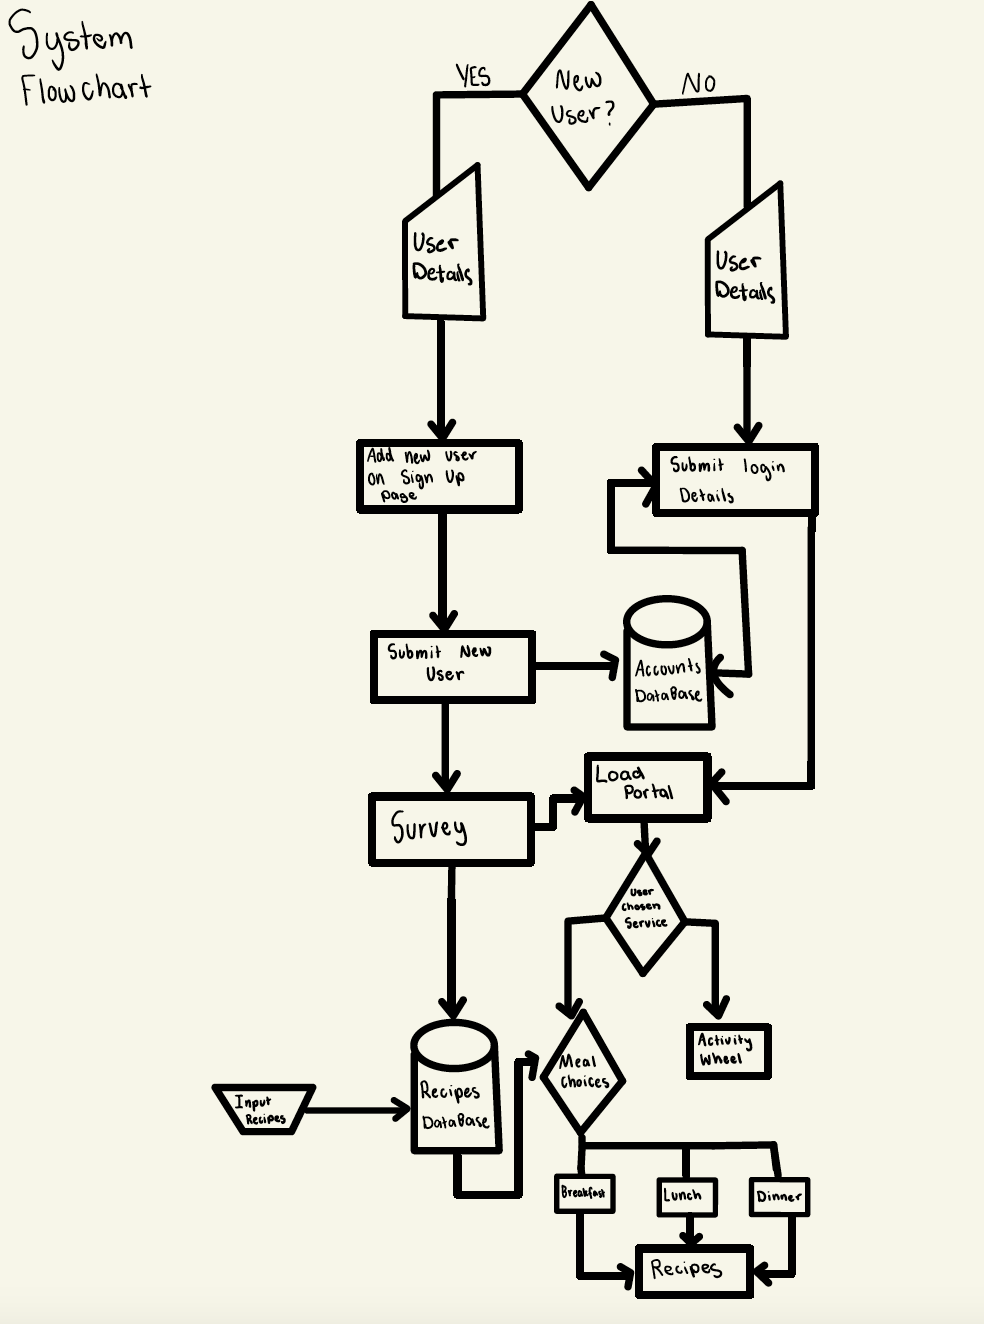 System
Flowchart
YES
New
User?
NO
User
Details
User
Details
Add new user
on Sign Up
page
Submit login
Details
Submit New
User
Accounts
DataBase
Load
Portal
Survey
User
Chosen
Service
Activity
Wheel
Meal
Choices
Input
Recipes
Recipes
DataBase
Breakfast
Lunch
Dinner
Recipes